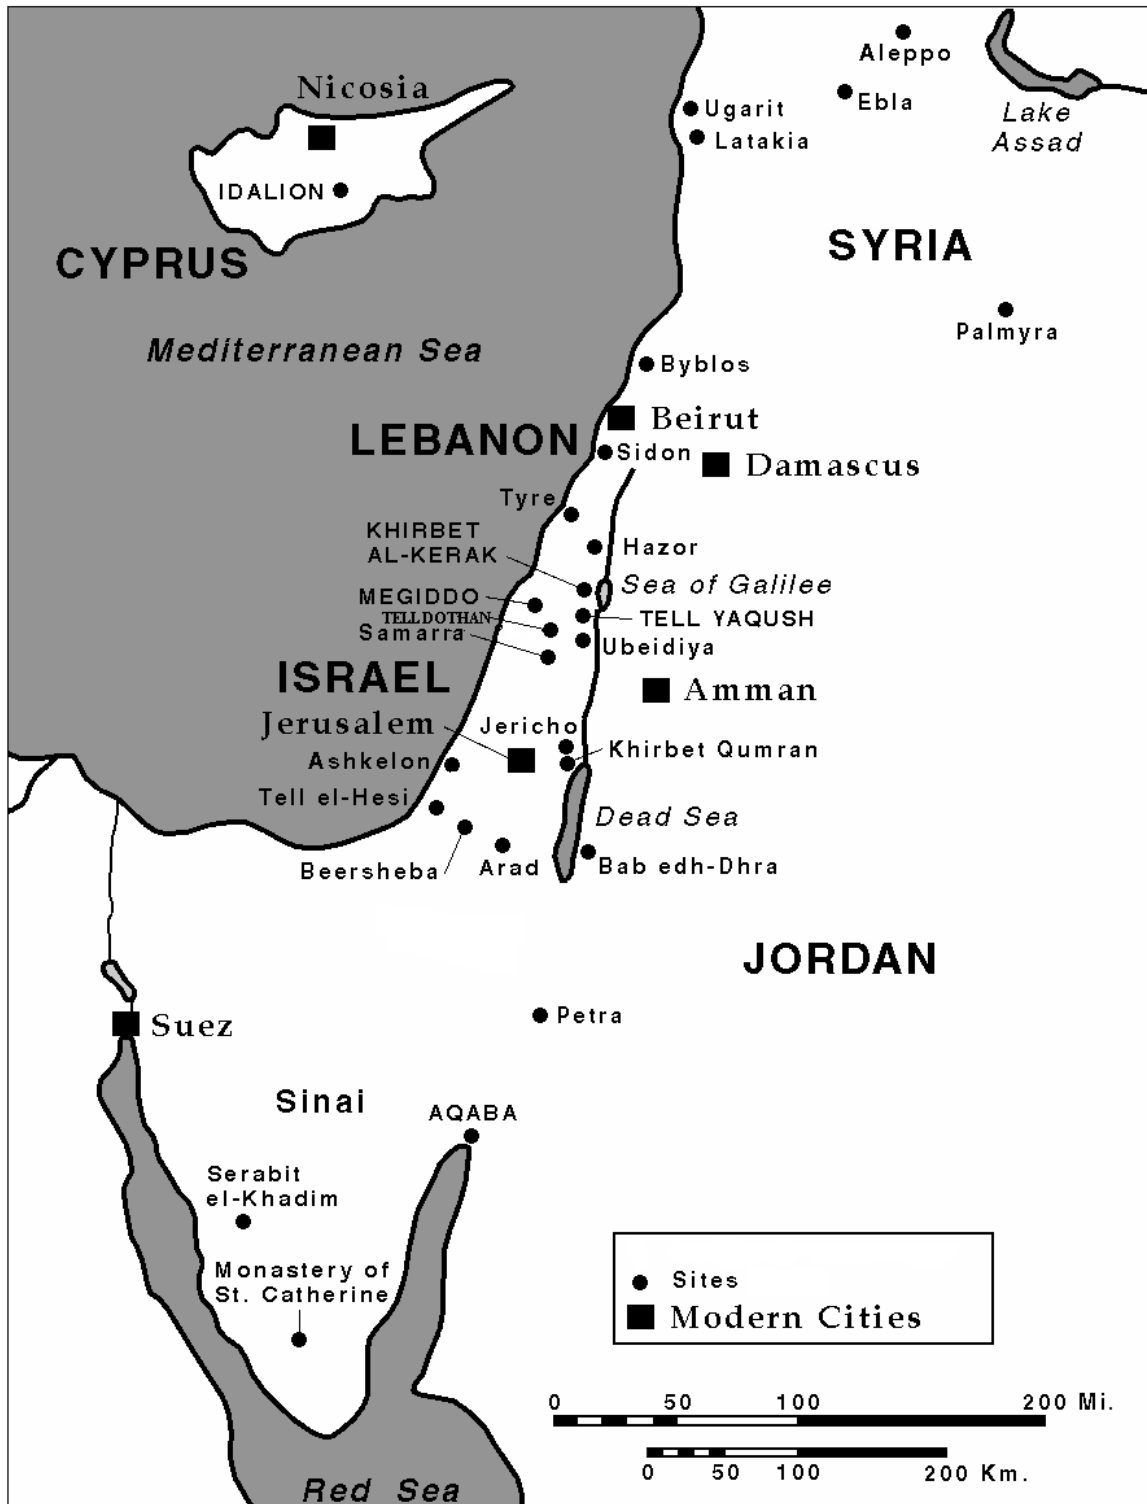 Aleppo
Nicosia
Ebla
Ugarit
Lake
Assad
Latakia
IDALION
SYRIA
CYPRUS
Palmyra
Mediterranean Sea
Byblos
Beirut
LEBANON
Sidon
Damascus
Tyre
KHIRBET
AL-KERAK
Hazor
Sea of Galilee
MEGIDDO
TELL DOTHAN
TELL YAQUSH
Samarra
Ubeidiya
ISRAEL
Amman
Jerusalem
Jericho
Khirbet Qumran
Ashkelon
Tell el-Hesi
Dead Sea
Beersheba
Arad
Bab edh-Dhra
JORDAN
Petra
Suez
Sinai
AQABA
Serabit
el-Khadim
Monastery of
St. Catherine
Sites
Modern Cities
0 50 100 200 Mi.
0 50 100 200 Km.
Red Sea